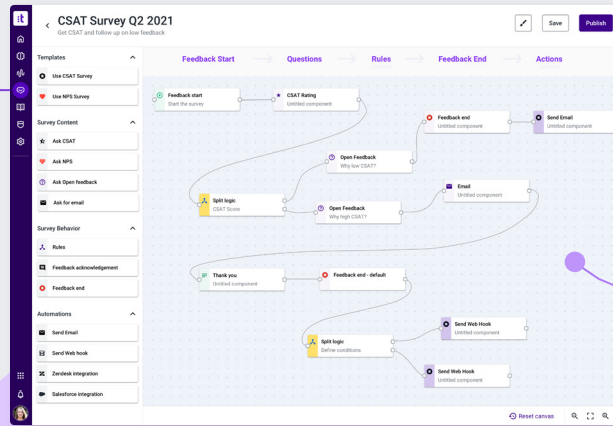 :t
CSAT Survey Q2 2021
Get CSAT and follow up on low feedback
Save
Publish
Templates
Use CSAT Survey
Use NPS Survey
Survey Content
Ask CSAT
Ask NPS
Ask Open feedback
Ask for email
Survey Behavior
Rules
Feedback acknowledgement
Feedback end
Automations
Send Email
Send Web hook
Zendesk integration
Salesforce integration
Feedback Start
Questions
Rules
Feedback End
Actions
Feedback start
Start the survey
CSAT Rating
Untitled component
Feedback end
Untitled component
Send Email
Untitled component
Open Feedback
Why low CSAT?
Split logic
CSAT Score
Open Feedback
Why high CSAT?
Email
Untitled component
Thank you
Untitled component
Feedback end - default
Split logic
Define conditions
Send Web Hook
Untitled component
Send Web Hook
Untitled component
Reset canvas